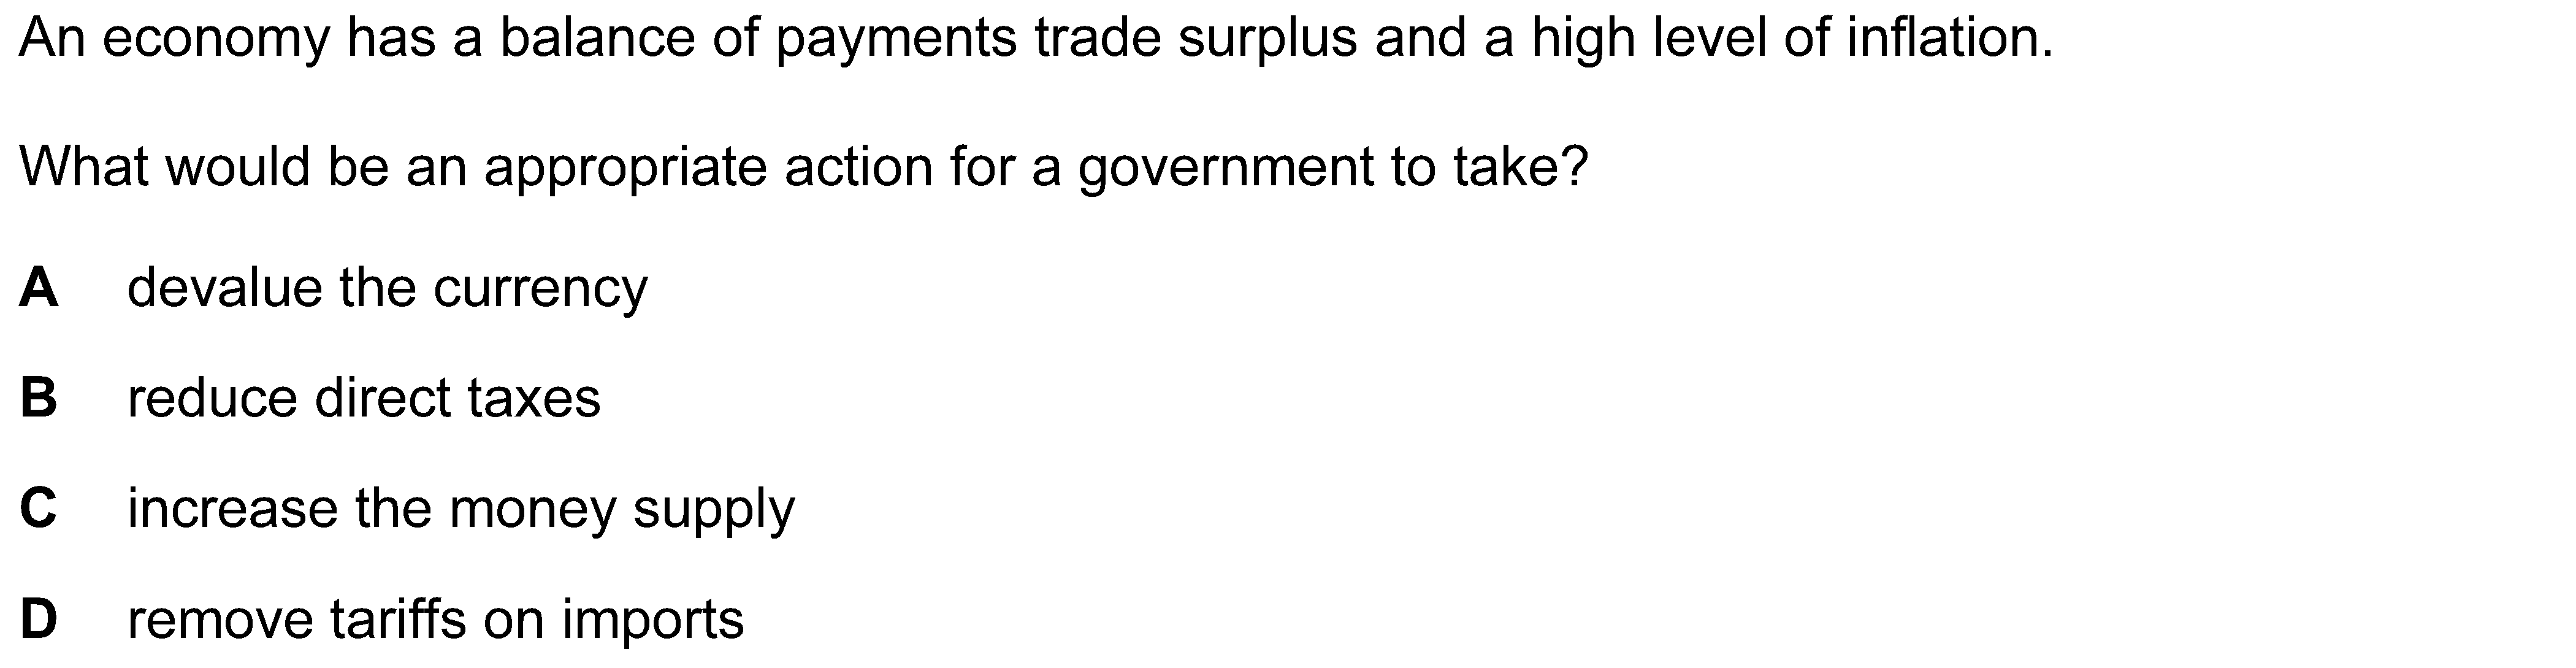 An economy has a balance of payments trade surplus and a high level of inflation.
What would be an appropriate action for a government to take?
A devalue the currency
B reduce direct taxes
C increase the money supply
D remove tariffs on imports